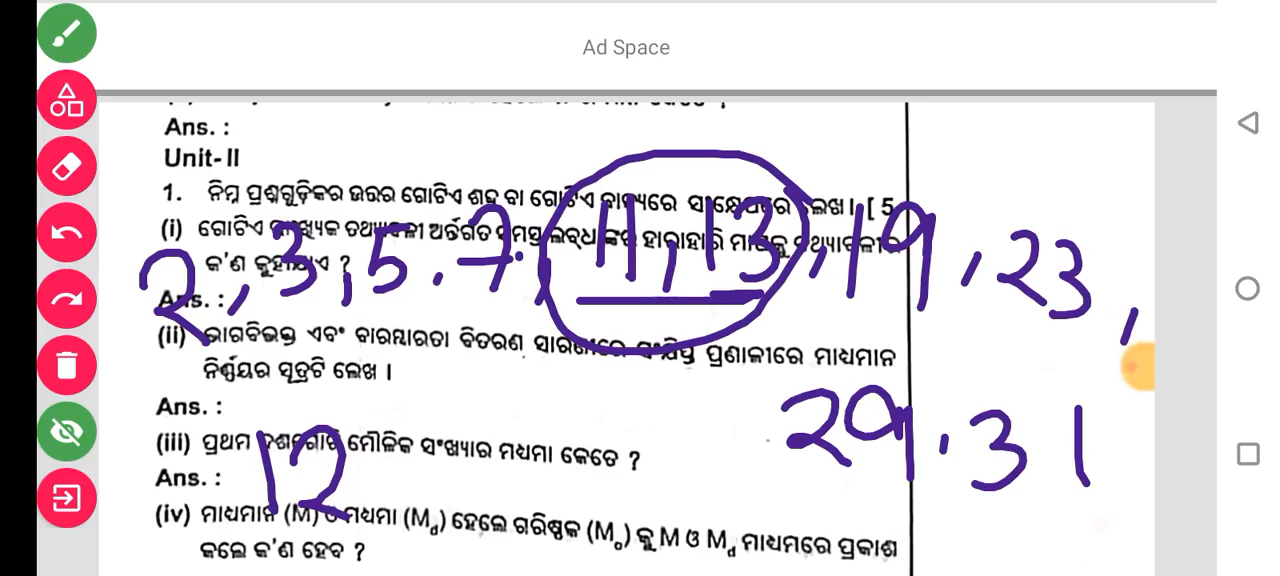 Ad Space
Ans. :
Unit-II
1. ନିମ୍ନ ପ୍ରଶ୍ନଗୁଡ଼ିକର ଉତ୍ତର ଗୋଟିଏ ଶବ୍ଦ ବା ଗୋଟିଏ ବାକ୍ୟରେ ସଂକ୍ଷେପରେ ଲେଖ। [ 5
(i) ଗୋଟିଏ ସାଂଖ୍ୟିକ ତଥ୍ୟାବଳୀ ଅର୍ନ୍ତଗତ ସମସ୍ତ ଲବ୍ଧାଙ୍କର ହାରାହାରି ମାନକୁ ତଥ୍ୟାବଳୀର
କ'ଣ କୁହାଯାଏ ?
2, 3, 5. 7. 11, 13, 19, 23,
Ans. :
(ii) ଭାଗବିଭକ୍ତ ଏବଂ ବାରମ୍ବାରତା ବିତରଣ ସାରଣୀରେ ସଂକ୍ଷିପ୍ତ ପ୍ରଣାଳୀରେ ମାଧ୍ୟମାନ
ନିର୍ଣ୍ଣୟର ସୂତ୍ରଟି ଲେଖ ।
Ans. :
29. 31
(iii) ପ୍ରଥମ ଦଶଗୋଟି ମୌଳିକ ସଂଖ୍ୟାର ମଧ୍ୟମା କେତେ ?
Ans. :
12
(iv) ମାଧ୍ୟମାନ (M) ଓ ମଧ୍ୟମା (Md) ହେଲେ ଗରିଷ୍ଠକ (Mo) କୁ M ଓ Md ମାଧ୍ୟମରେ ପ୍ରକାଶ
କଲେ କ'ଣ ହେବ ?